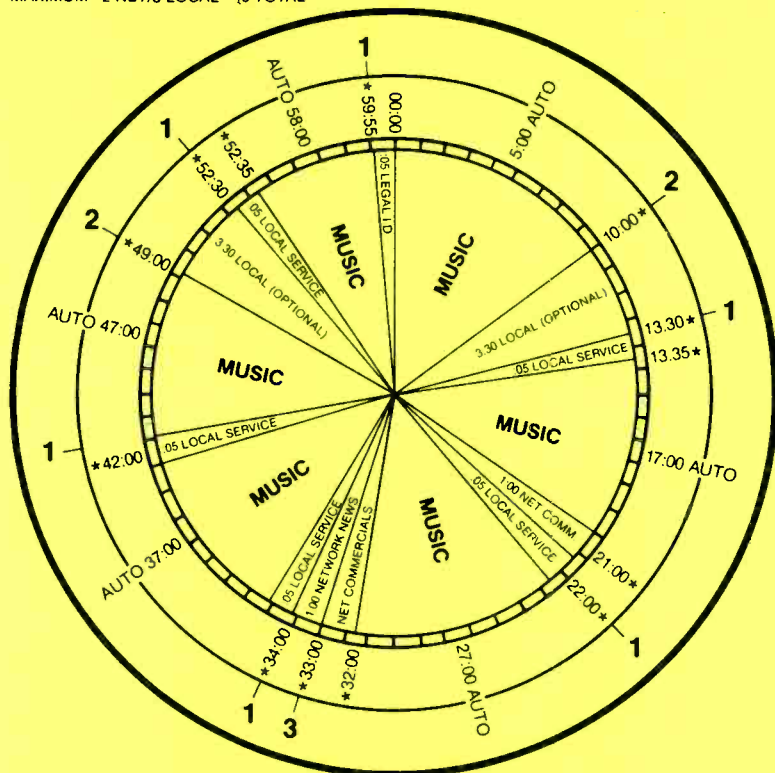 1
AUTO 58:00
★59:55
00:00
:05 LEGAL I D
MUSIC
5:00 AUTO
2
10:00★
3.30 LOCAL (OPTIONAL)
13.30★
1
13.35★
.05 LOCAL SERVICE
MUSIC
17:00 AUTO
1:00 NET COMM
21:00★
.05 LOCAL SERVICE
22:00★
1
MUSIC
27:00 AUTO
NET COMMERCIALS
★32:00
1:00 NETWORK NEWS
★33:00
3
:05 LOCAL SERVICE
★34:00
1
MUSIC
AUTO 37:00
:05 LOCAL SERVICE
★42:00
1
MUSIC
AUTO 47:00
2
★49:00
3.30 LOCAL (OPTIONAL)
1
★52:30
★52:35
.05 LOCAL SERVICE
MUSIC